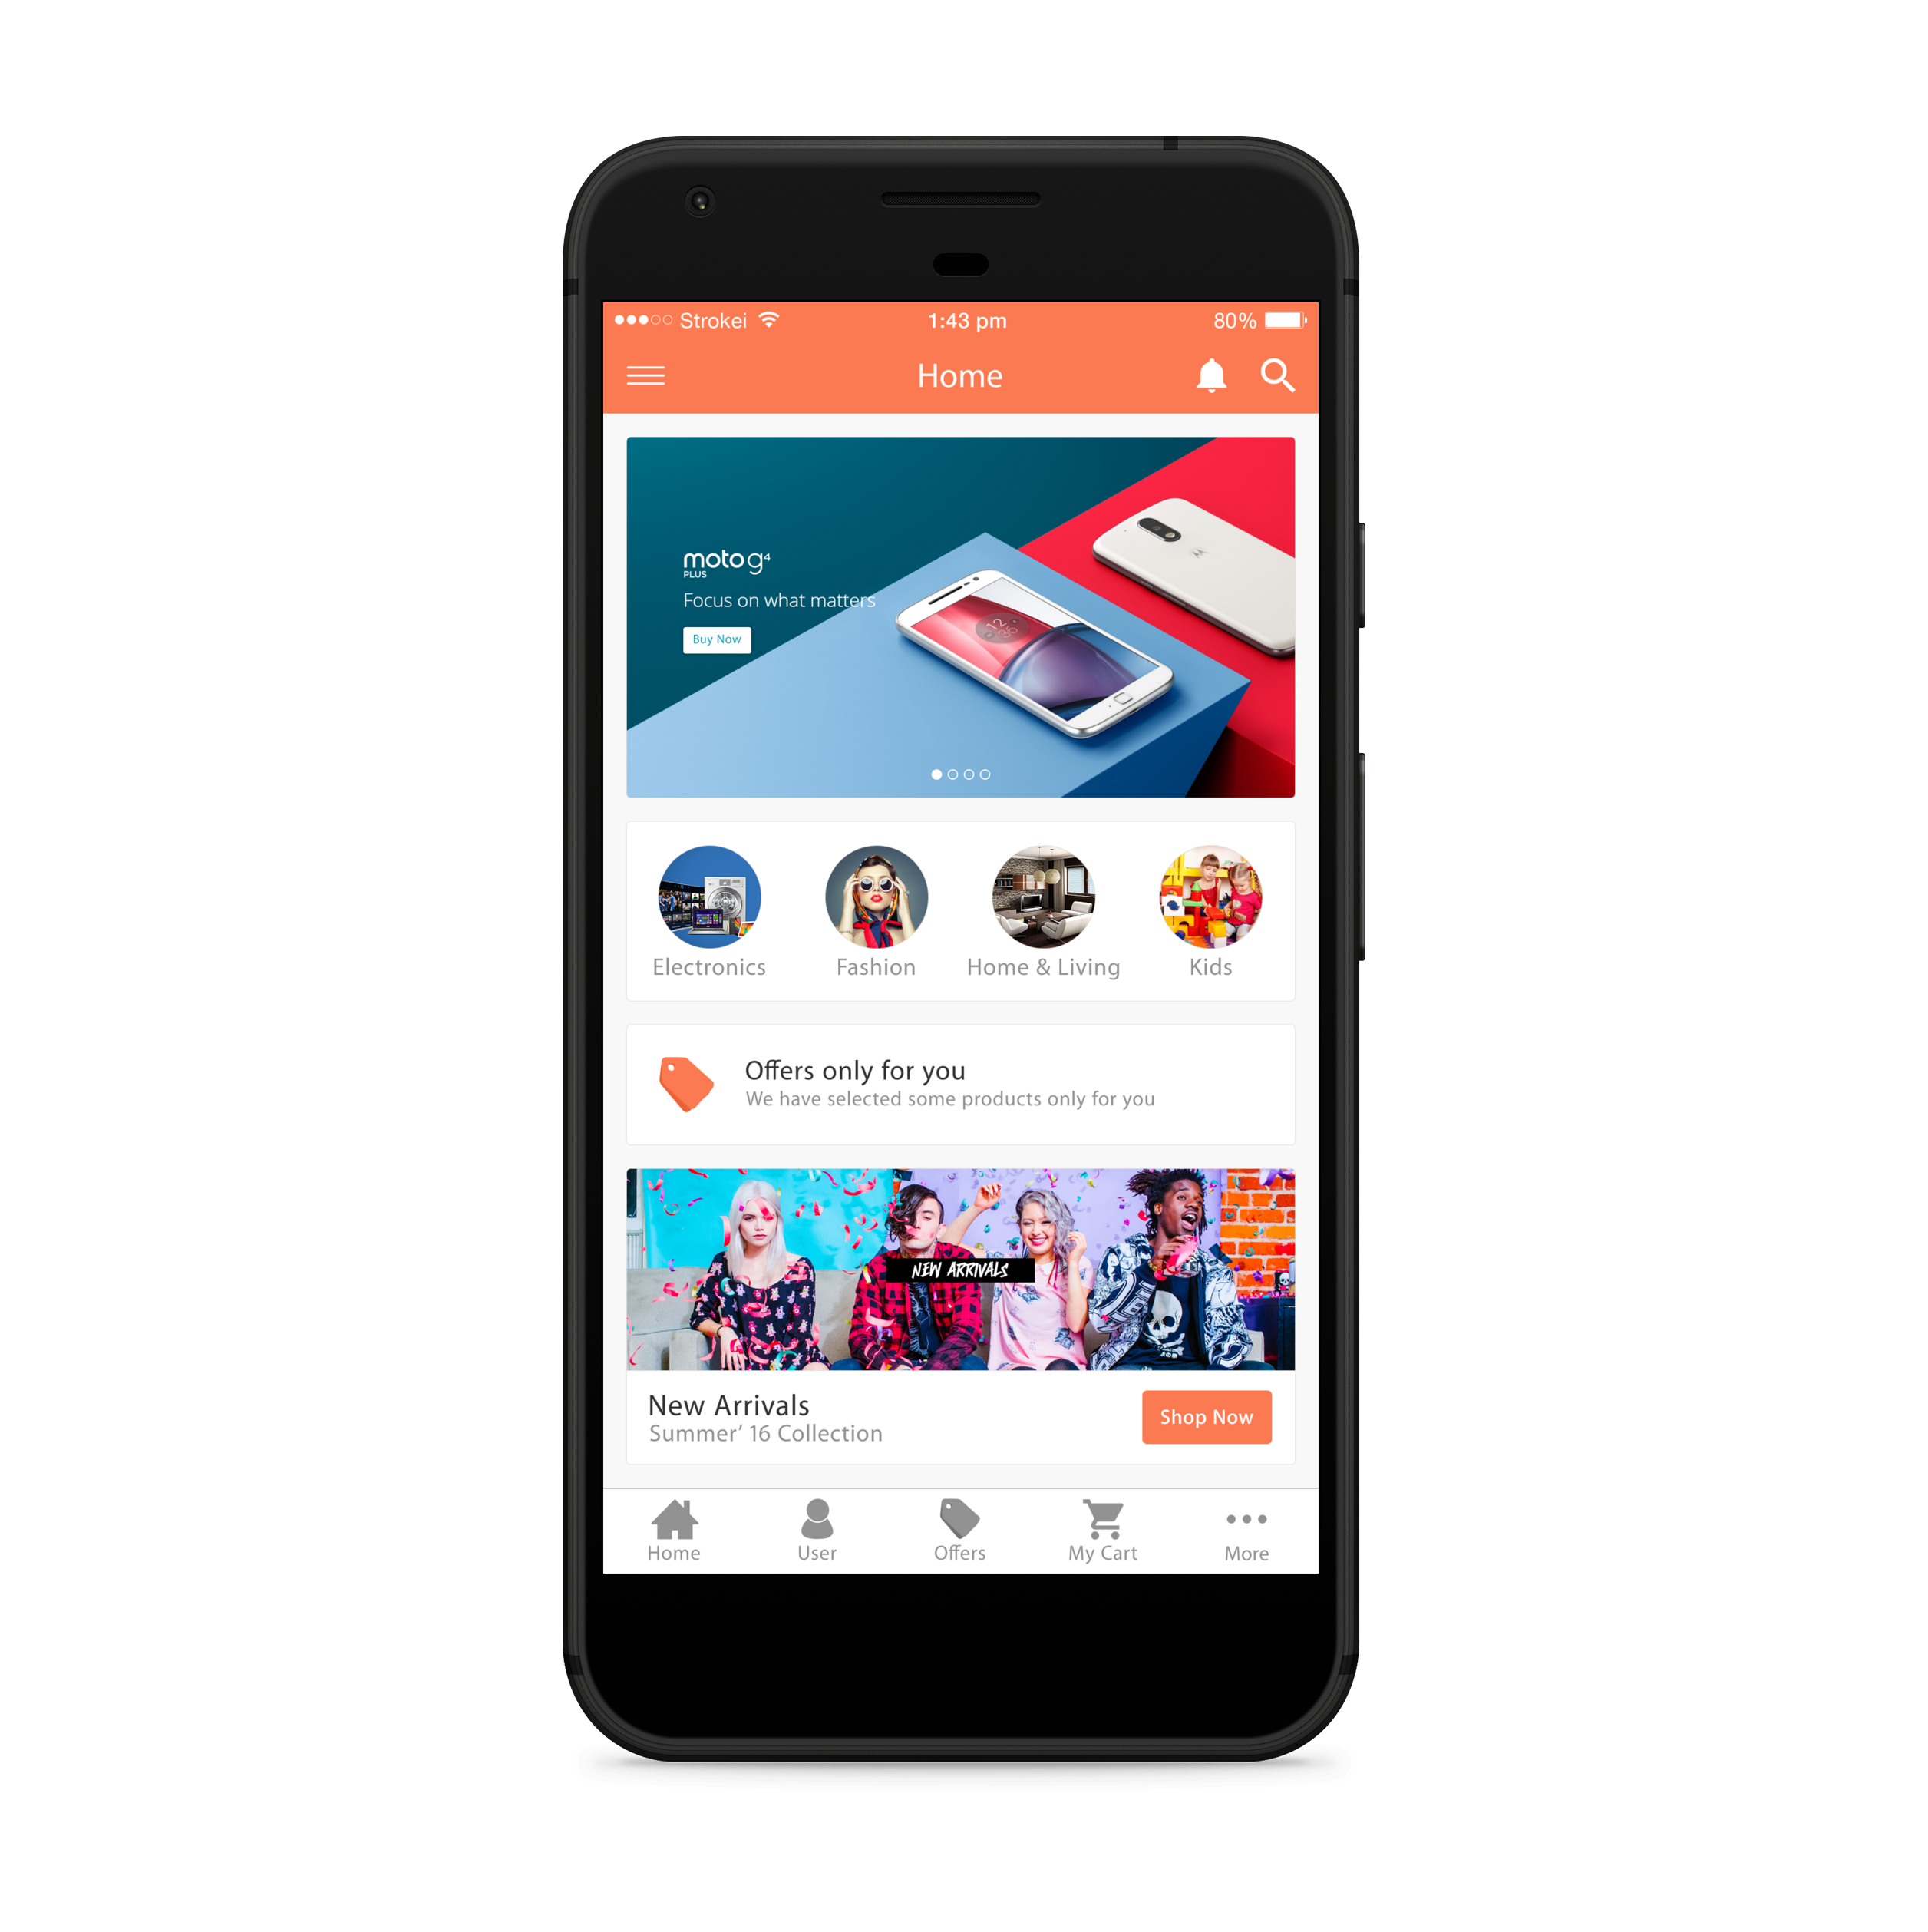 Strokei 1:43 pm 80%
Home
moto g4
PLUS
Focus on what matters
Buy Now
12
36
Electronics Fashion Home & Living Kids
Offers only for you
We have selected some products only for you
NEW ARRIVALS
New Arrivals
Summer’ 16 Collection
Shop Now
Home User Offers My Cart More